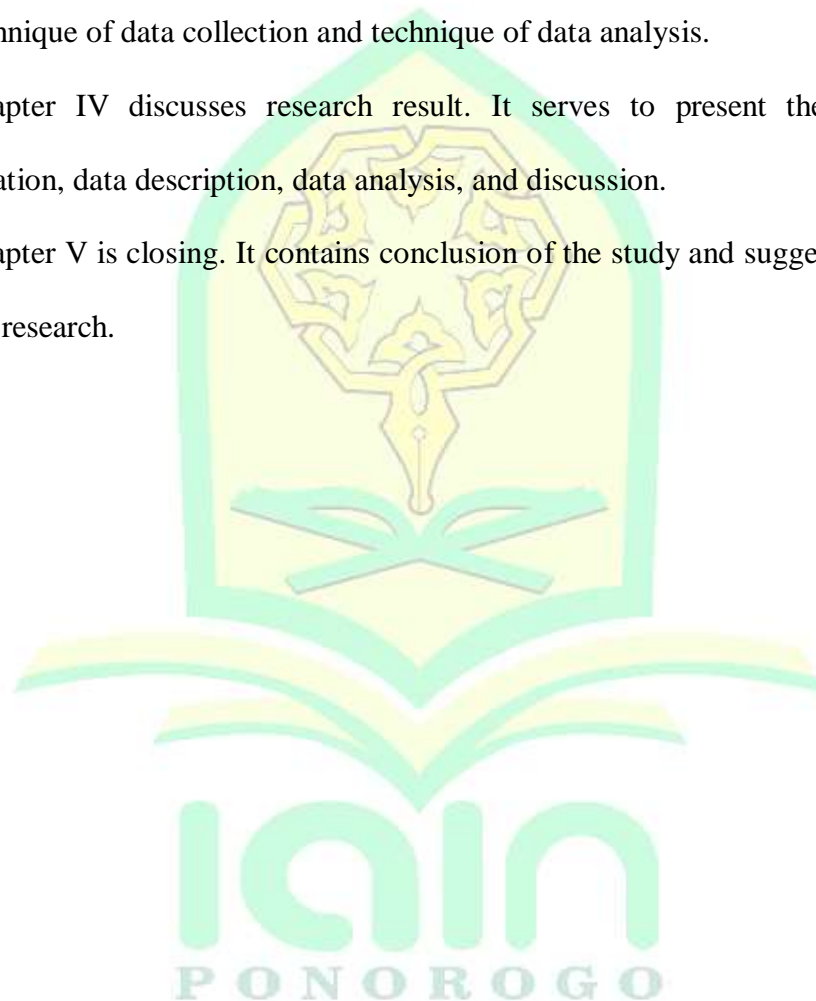 hnique of data collection and technique of data analysis.
apter IV discusses research result. It serves to present the
ation, data description, data analysis, and discussion.
apter V is closing. It contains conclusion of the study and sugge
research.
iain
PONOROGO